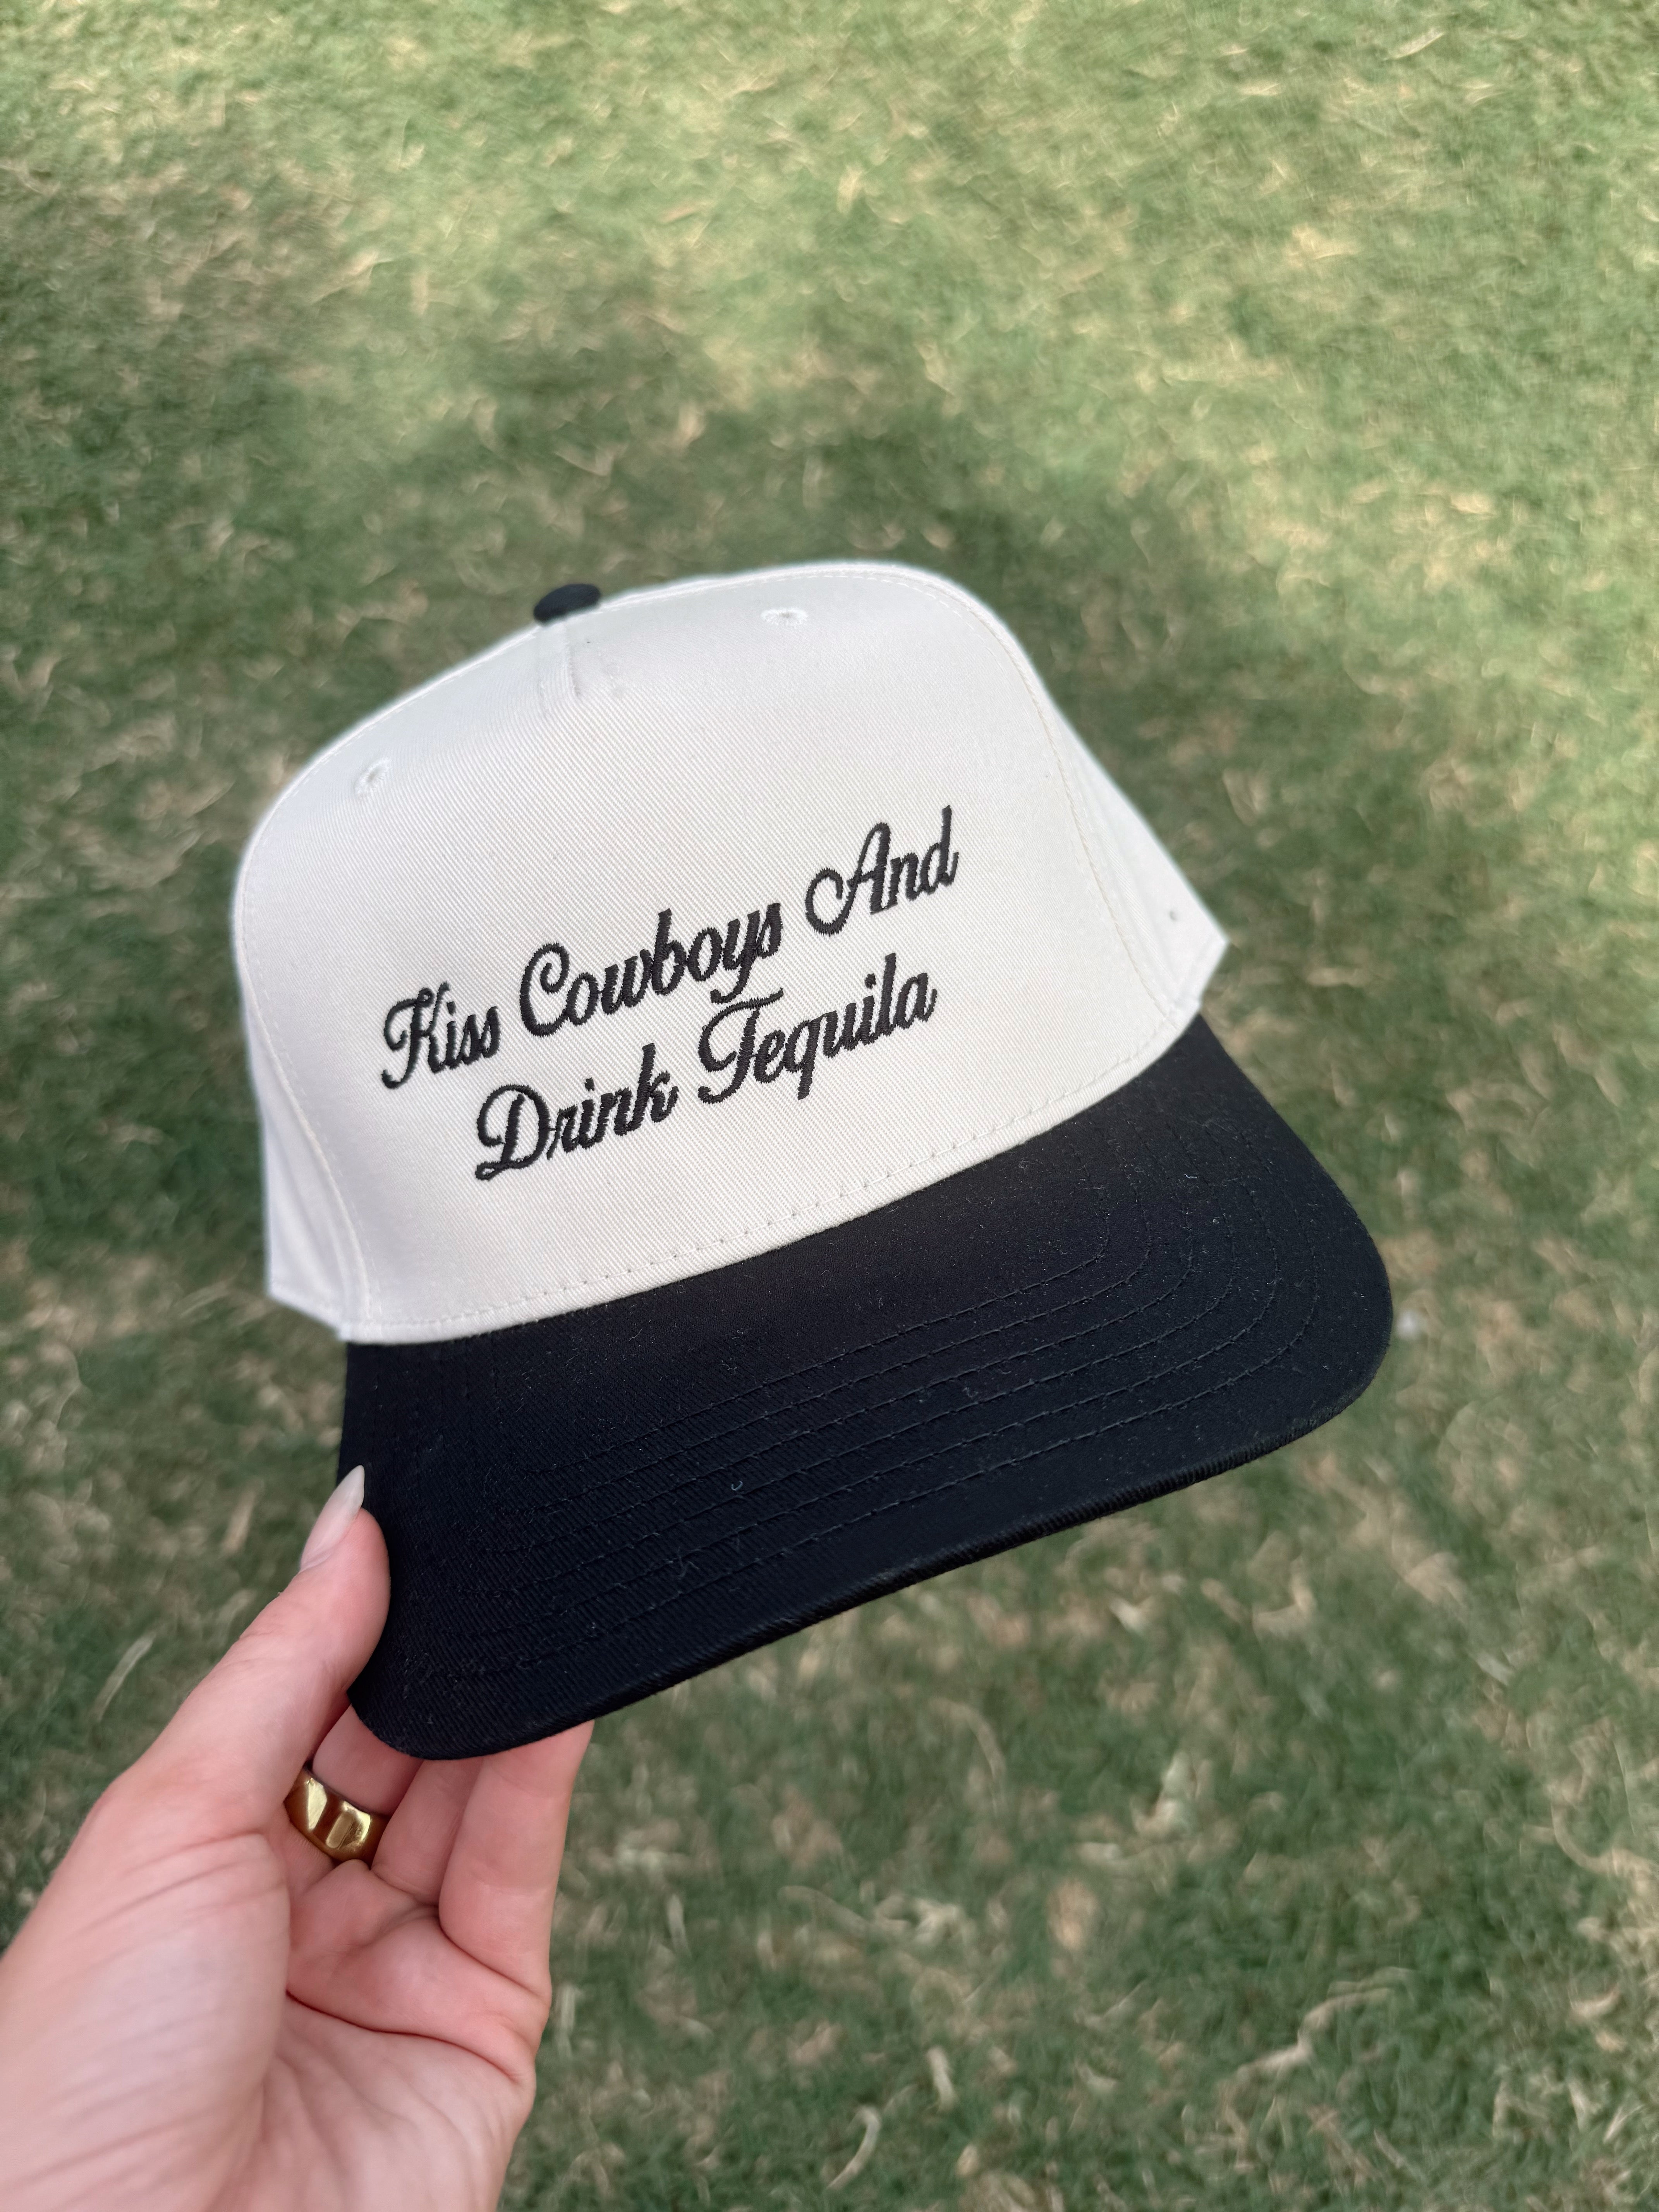 Kiss Cowboys And
Drink Tequila